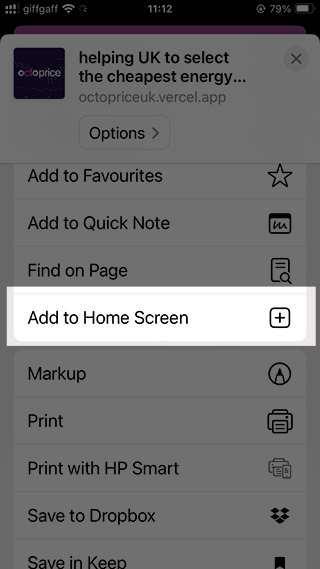 giffgaff
11:12
79%
octoprice
helping UK to select
the cheapest energy...
octopriceuk.vercel.app
Options
Add to Favourites
Add to Quick Note
Find on Page
Add to Home Screen
Markup
Print
Print with HP Smart
Save to Dropbox
Save in Keep